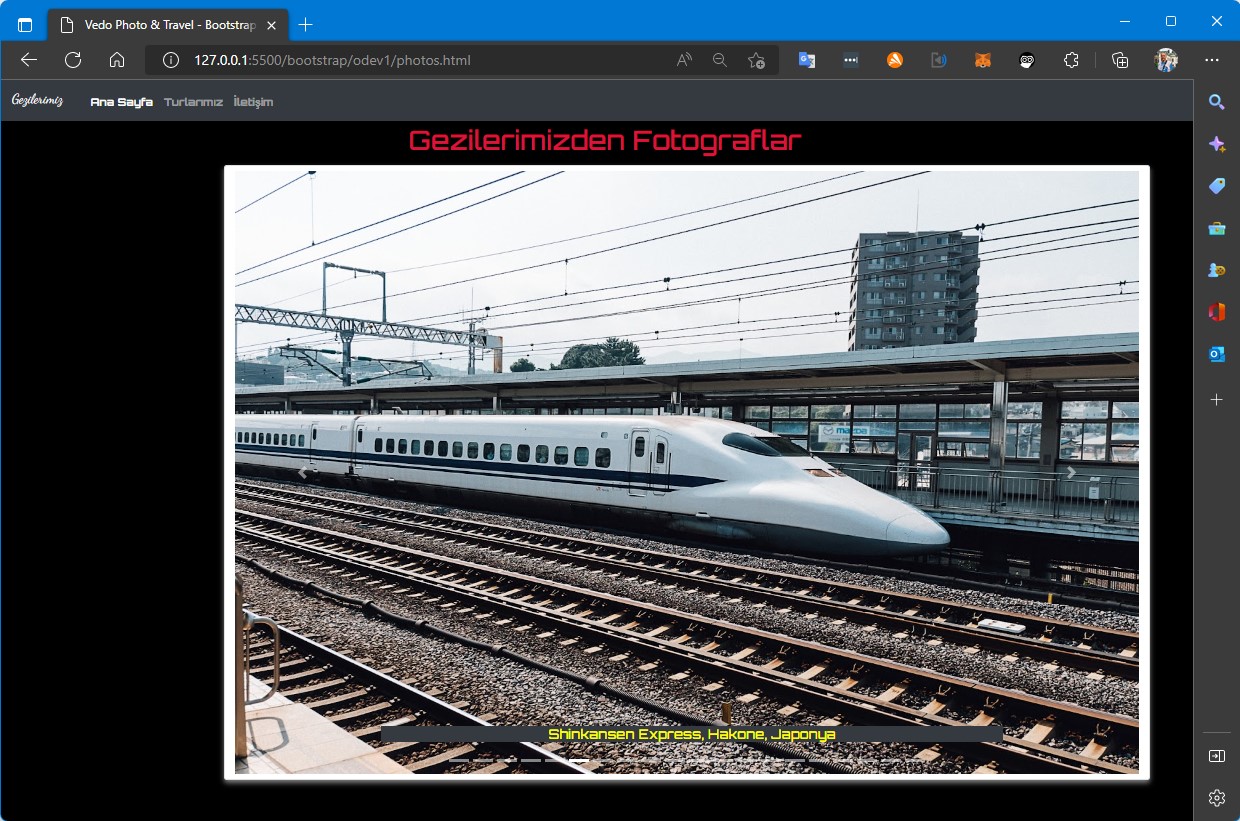 Vedo Photo & Travel - Bootstrap
127.0.0.1:5500/bootstrap/odev1/photos.html
Gezilerimiz Ana Sayfa Turlarımız İletişim
Gezilerimizden Fotograflar
mazda
Shinkansen Express, Hakone, Japonya